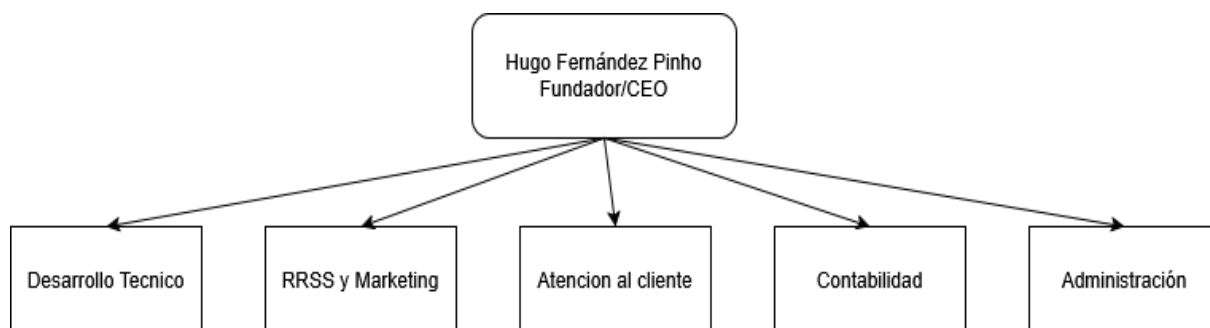 Hugo Fernández Pinho
Fundador/CEO
Desarrollo Tecnico
RRSS y Marketing
Atencion al cliente
Contabilidad
Administración